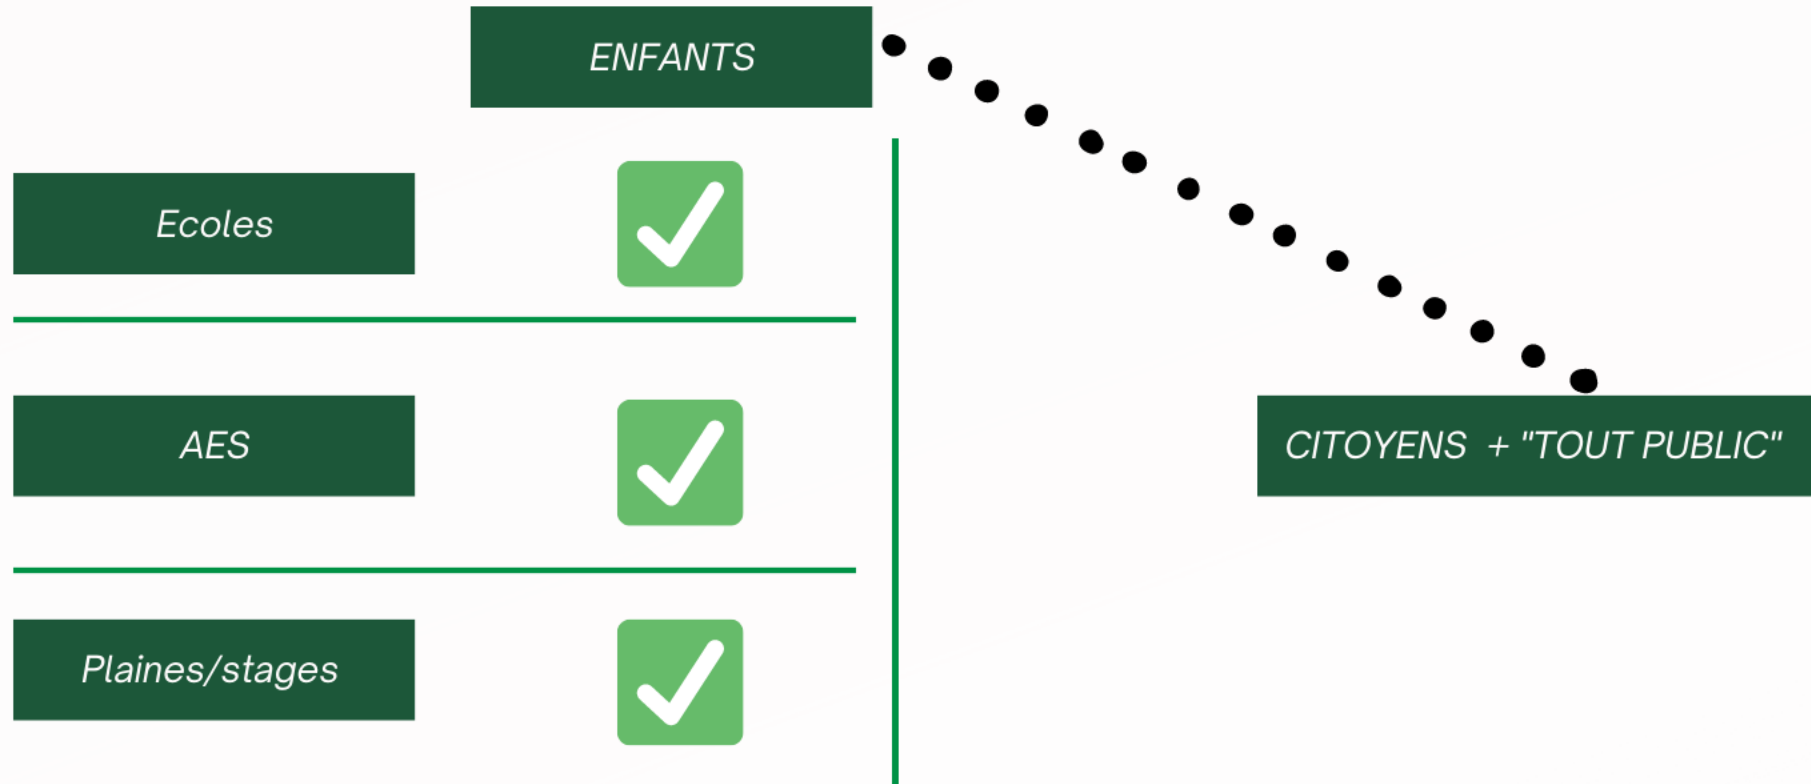 ENFANTS
Ecoles
AES
CITOYENS + "TOUT PUBLIC"
Plaines/stages